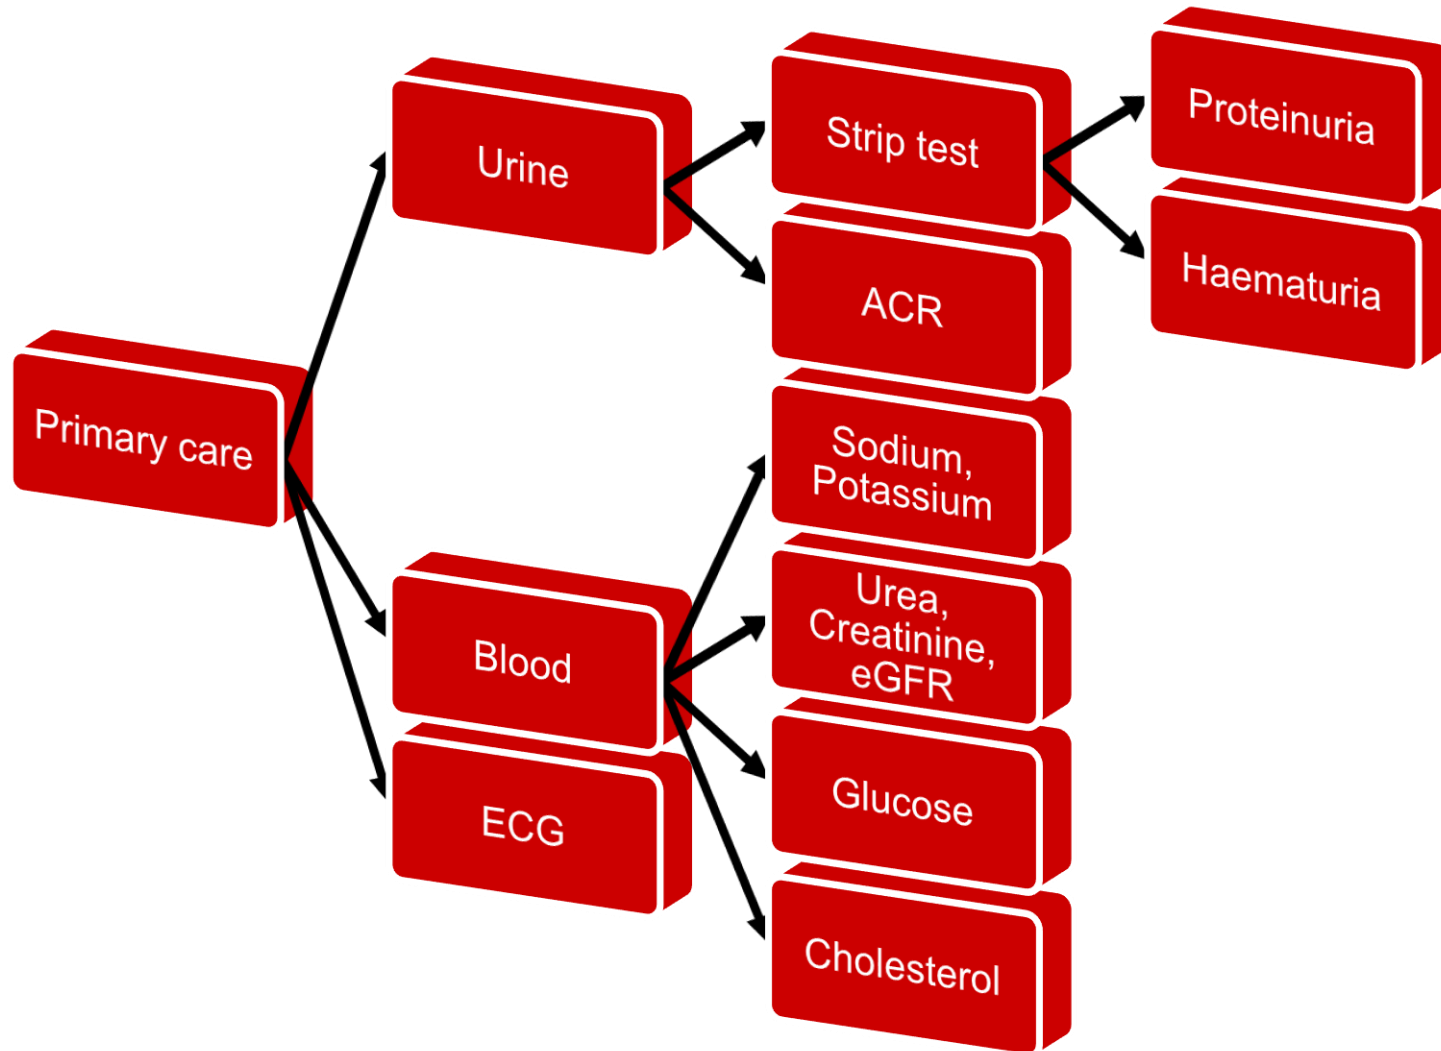 Primary care
Urine
Strip test
Proteinuria
Haematuria
ACR
Blood
Sodium,
Potassium
Urea,
Creatinine,
eGFR
Glucose
Cholesterol
ECG